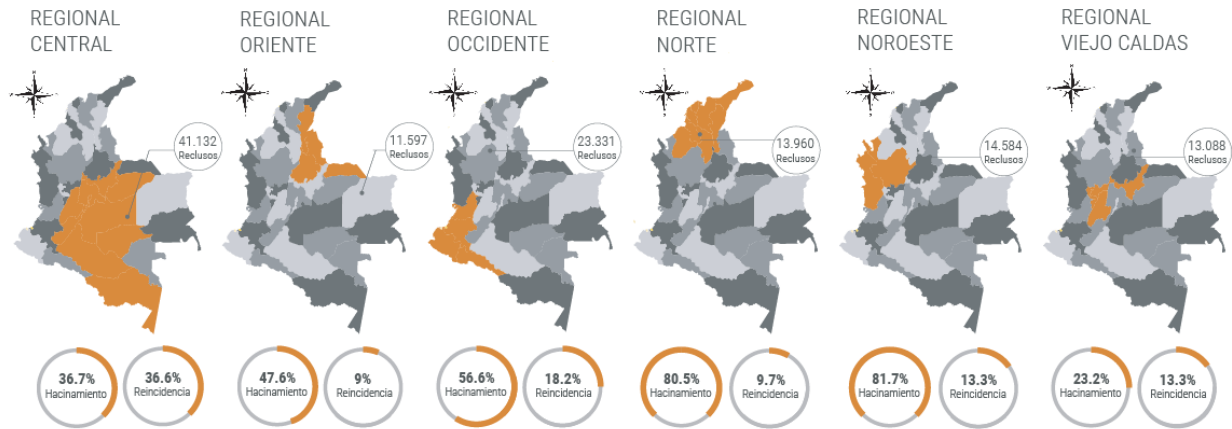 REGIONAL
CENTRAL
41.132
Reclusos
36.7%
Hacinamiento
36.6%
Reincidencia
REGIONAL
ORIENTE
11.597
Reclusos
47.6%
Hacinamiento
9%
Reincidencia
REGIONAL
OCCIDENTE
23.331
Reclusos
56.6%
Hacinamiento
18.2%
Reincidencia
REGIONAL
NORTE
13.960
Reclusos
80.5%
Hacinamiento
9.7%
Reincidencia
REGIONAL
NOROESTE
14.584
Reclusos
81.7%
Hacinamiento
13.3%
Reincidencia
REGIONAL
VIEJO CALDAS
13.088
Reclusos
23.2%
Hacinamiento
13.3%
Reincidencia